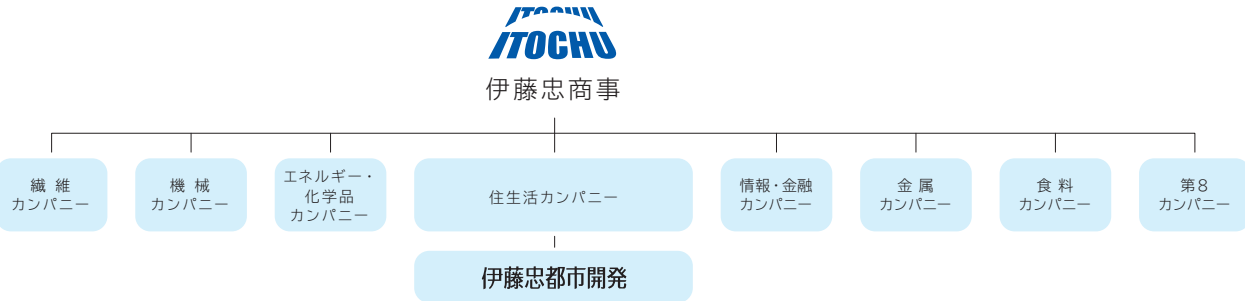 ITOCHU
ITOCHU
伊藤忠商事
繊維
カンパニー
機械
カンパニー
エネルギー・
化学品
カンパニー
住生活カンパニー
情報・金融
カンパニー
金属
カンパニー
食料
カンパニー
第8
カンパニー
伊藤忠都市開発